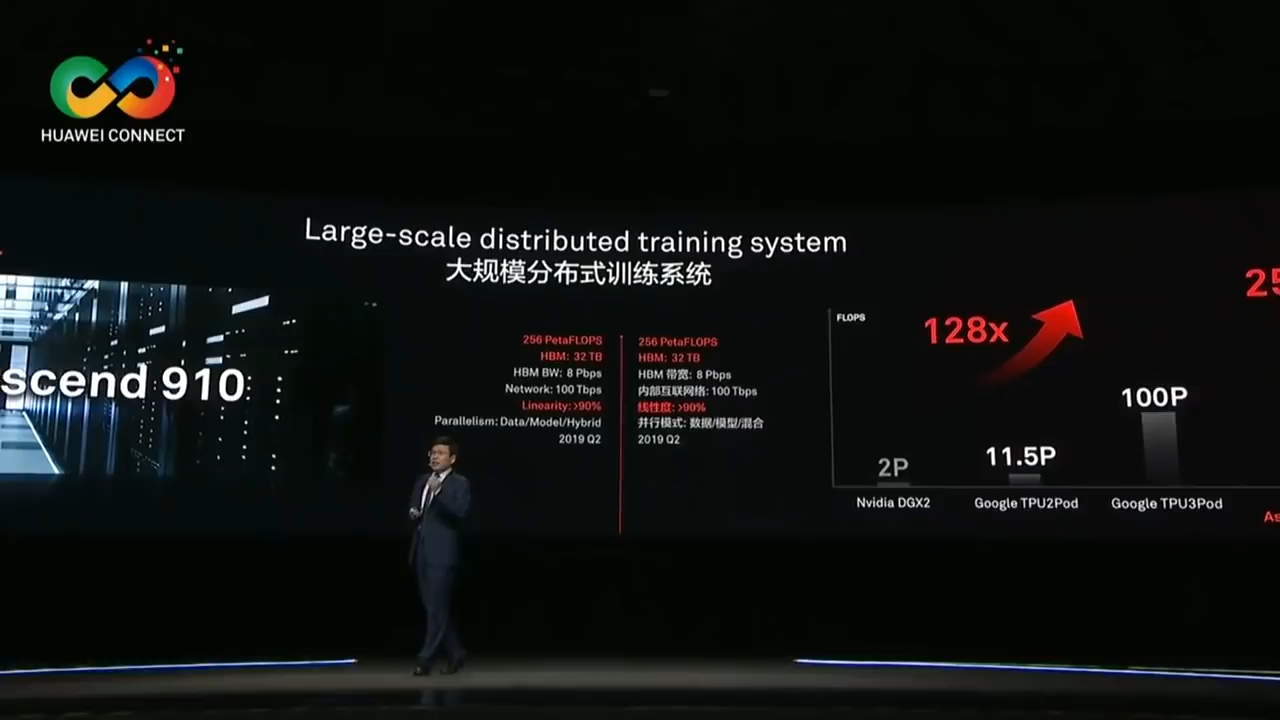 HUAWEI CONNECT
Large-scale distributed training system
大规模分布式训练系统
scend 910
256 PetaFLOPS
HBM: 32 TB
HBM BW: 8 Pbps
Network: 100 Tbps
Linearity: >90%
Parallelism: Data/Model/Hybrid
2019 Q2
256 PetaFLOPS
HBM: 32 TB
HBM 带宽: 8 Pbps
内部互联网络: 100 Tbps
线性度: >90%
并行模式: 数据/模型/混合
2019 Q2
FLOPS
128x
25
100P
11.5P
2P
Nvidia DGX2
Google TPU2Pod
Google TPU3Pod
As